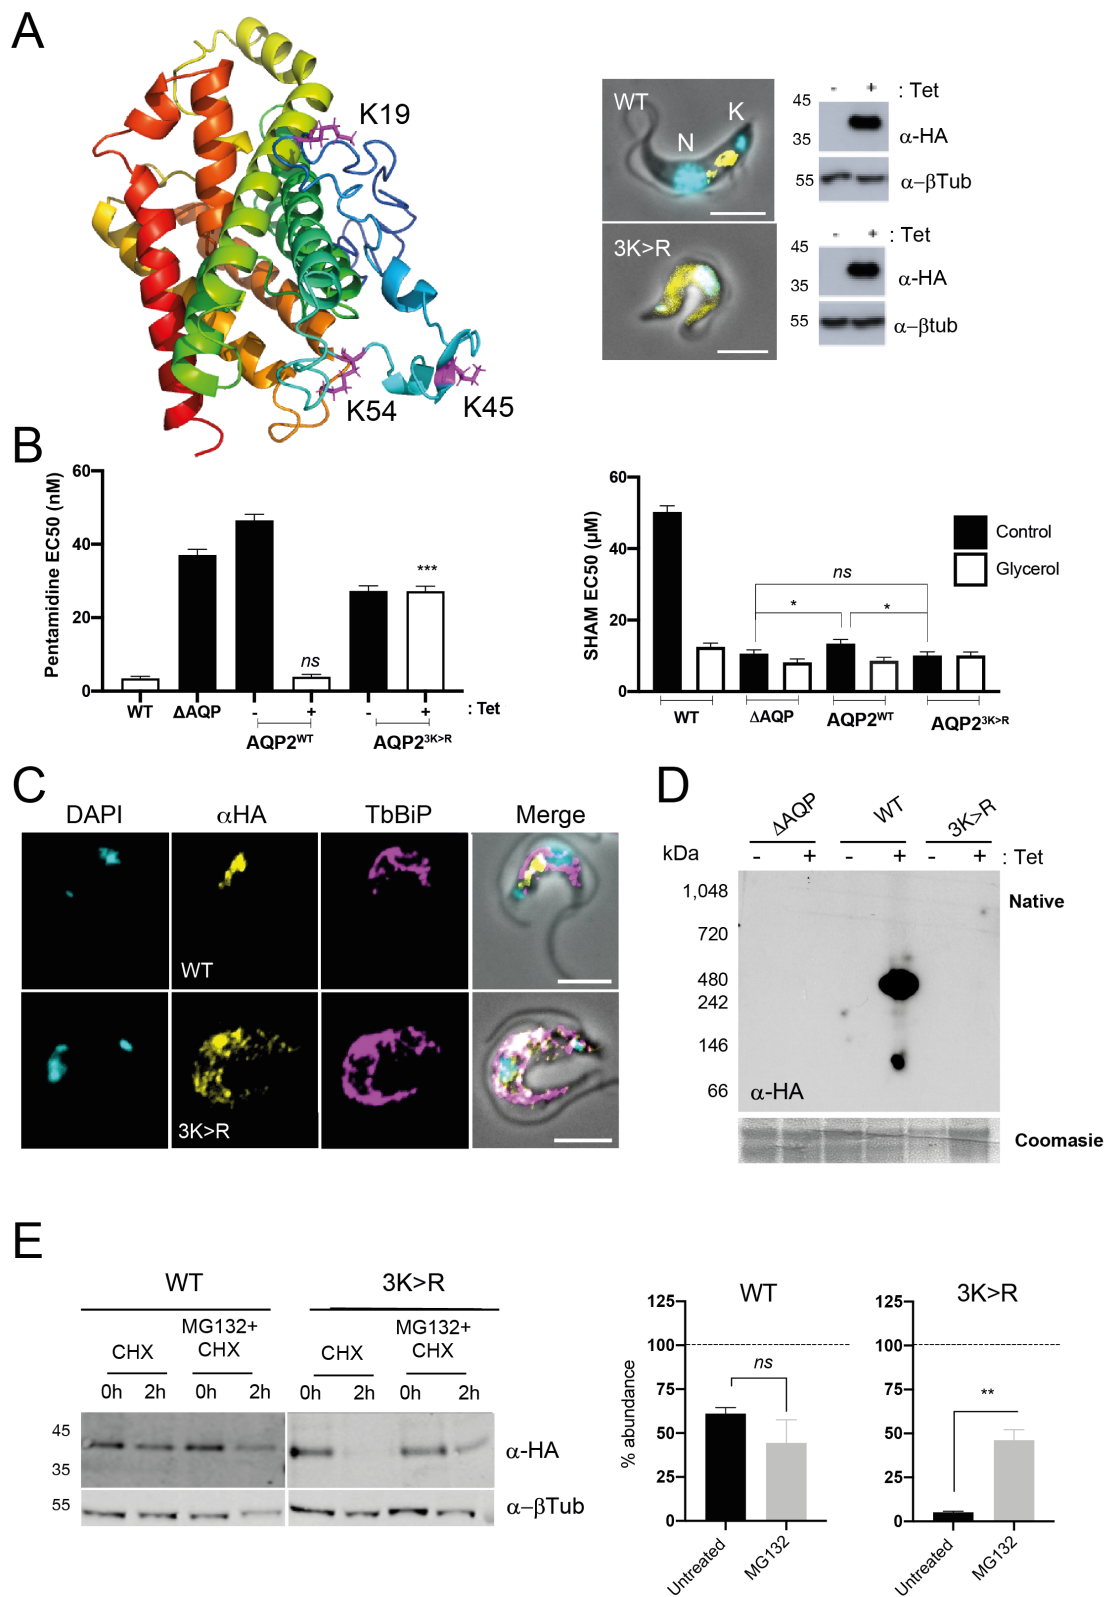 A
K19
K54
K45
WT
N
K
3K>R
- + : Tet
45
35
α-HA
55
α-βTub
- + : Tet
45
35
α-HA
55
α-βtub
B
Pentamidine EC50 (nM)
60
40
20
0
ns
***
WT ΔAQP - + - + : Tet
AQP2WT AQP23K>R
SHAM EC50 (µM)
60
40
20
0
ns
* *
Control
Glycerol
WT ΔAQP AQP2WT AQP23K>R
C
DAPI αHA TbBiP Merge
WT
3K>R
D
ΔAQP WT 3K>R
kDa - + - + - + : Tet
1,048
720
480
242
146
66
Native
α-HA
Coomasie
E
WT 3K>R
CHX MG132+ CHX CHX MG132+ CHX
0h 2h 0h 2h 0h 2h 0h 2h
45
35
α-HA
55
α-βTub
WT
% abundance
125
100
75
50
25
0
ns
Untreated MG132
3K>R
125
100
75
50
25
0
**
Untreated MG132